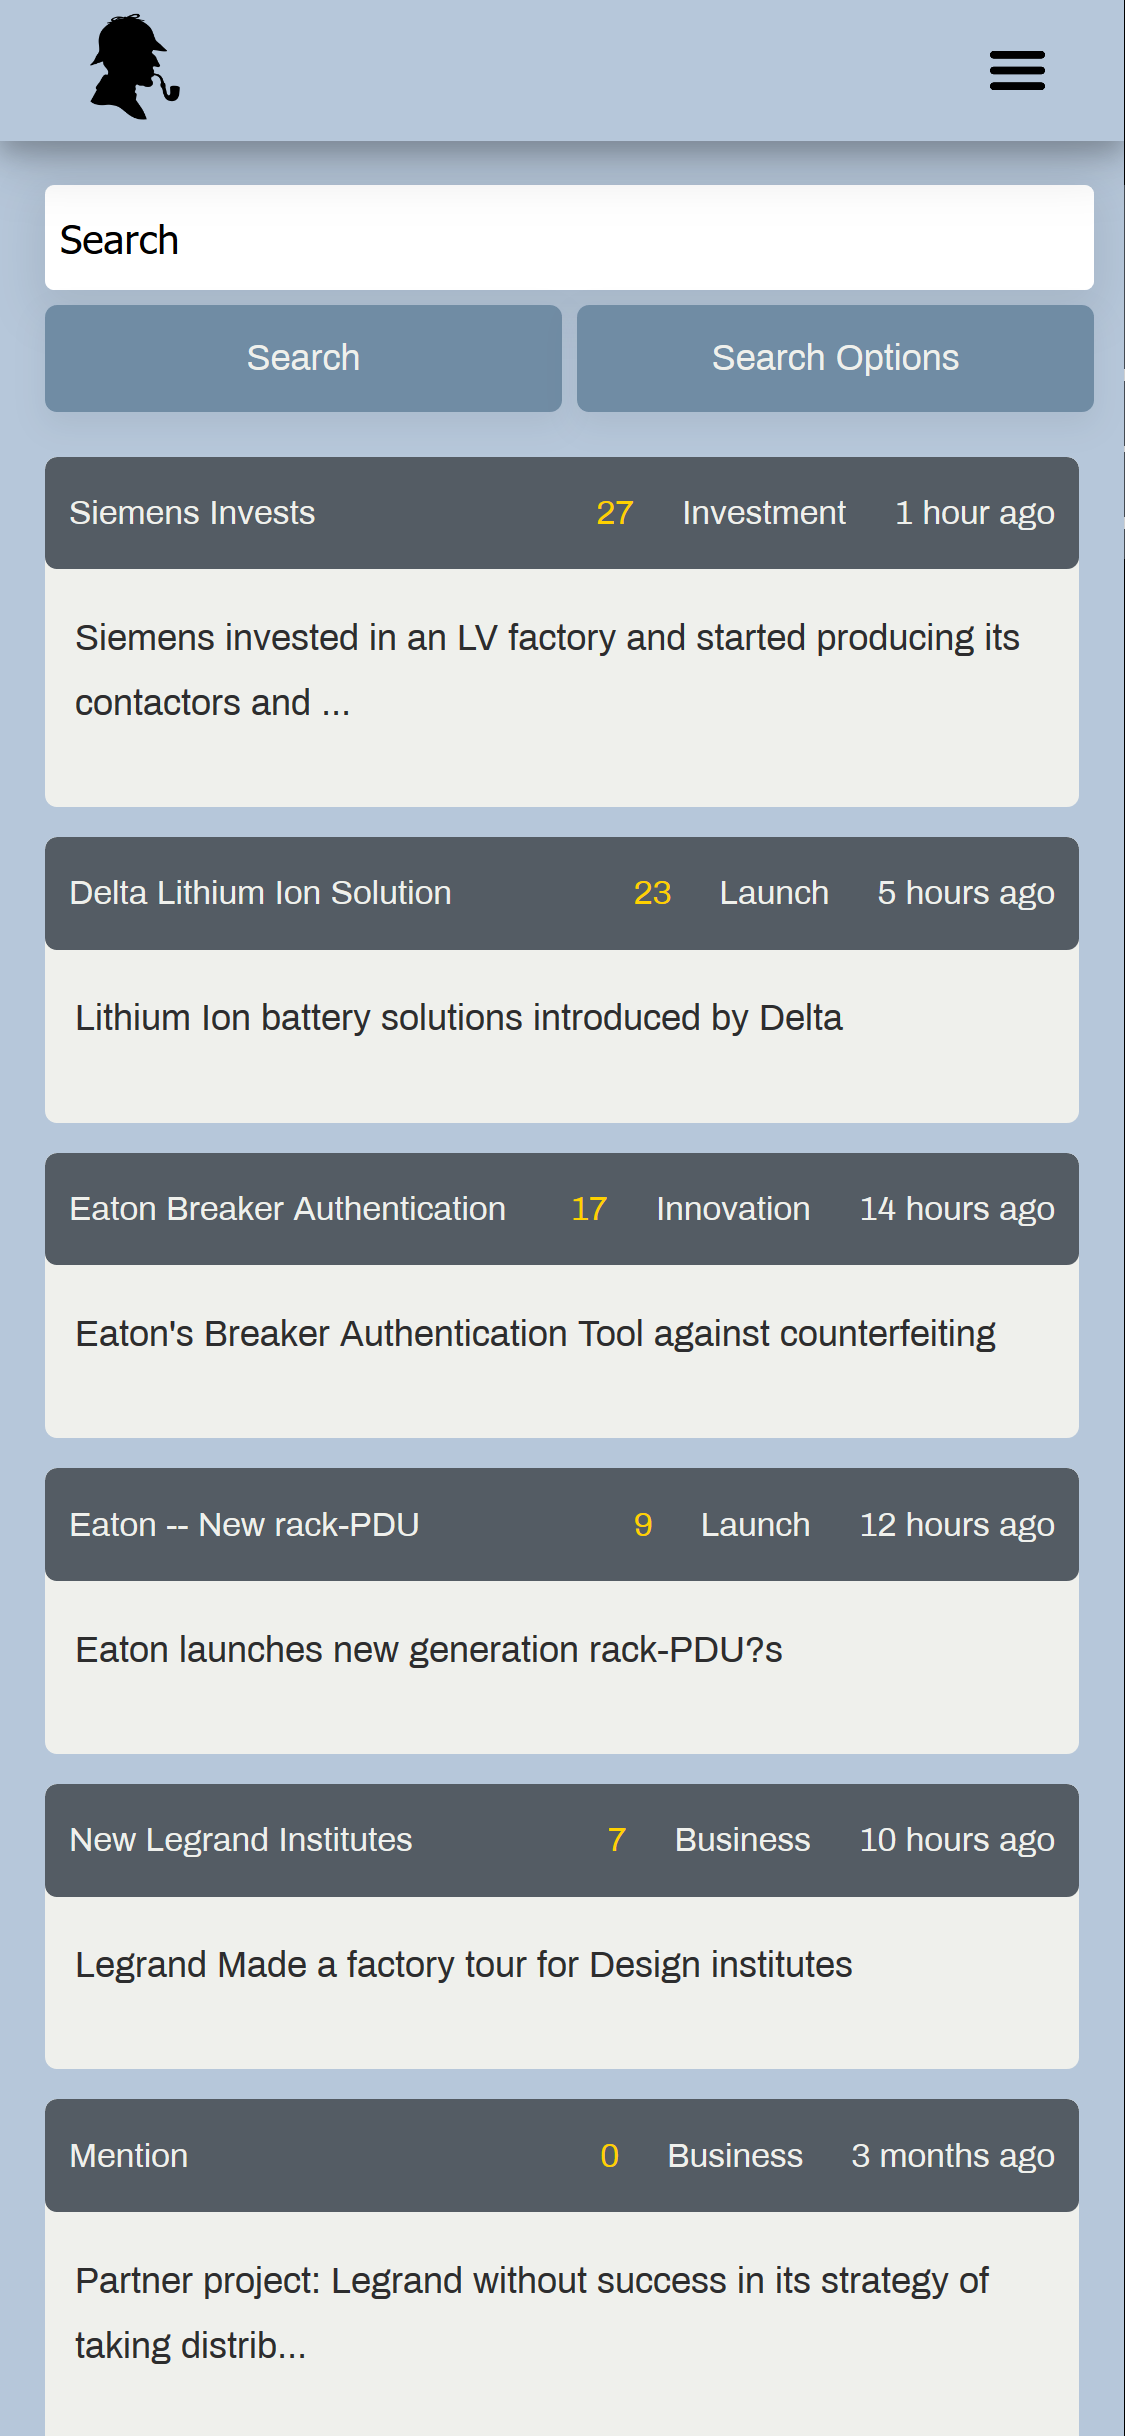 Search
Search Search Options
Siemens Invests 27 Investment 1 hour ago
Siemens invested in an LV factory and started producing its
contactors and ...
Delta Lithium Ion Solution 23 Launch 5 hours ago
Lithium Ion battery solutions introduced by Delta
Eaton Breaker Authentication 17 Innovation 14 hours ago
Eaton's Breaker Authentication Tool against counterfeiting
Eaton -- New rack-PDU 9 Launch 12 hours ago
Eaton launches new generation rack-PDU?s
New Legrand Institutes 7 Business 10 hours ago
Legrand Made a factory tour for Design institutes
Mention 0 Business 3 months ago
Partner project: Legrand without success in its strategy of
taking distrib...